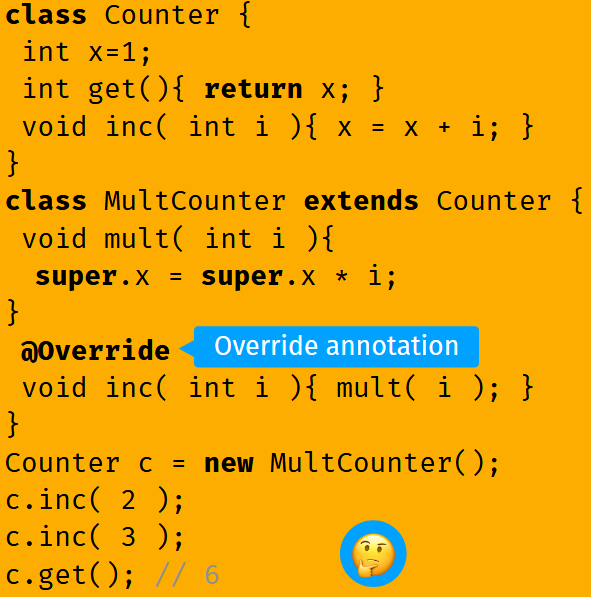 class Counter {
int x=1;
int get(){ return x; }
void inc( int i ){ x = x + i; }
}
class MultCounter extends Counter {
void mult( int i ){
super.x = super.x * i;
}
@Override Override annotation
void inc( int i ){ mult( i ); }
}
Counter c = new MultCounter();
c.inc( 2 );
c.inc( 3 );
c.get(); // 6